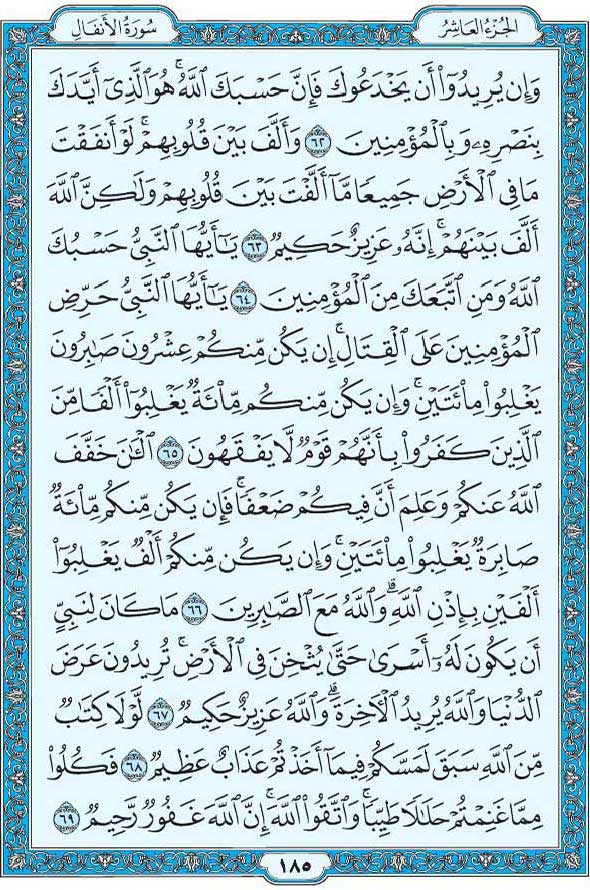 الجزء العاشر
سورة الأنفال
وَإِن يُرِيدُوٓا۟ أَن يَخْدَعُوكَ فَإِنَّ حَسْبَكَ ٱللَّهُ ۚ هُوَ ٱلَّذِىٓ أَيَّدَكَ
بِنَصْرِهِۦ وَبِٱلْمُؤْمِنِينَ ٦٢ وَأَلَّفَ بَيْنَ قُلُوبِهِمْ ۚ لَوْ أَنفَقْتَ
مَا فِى ٱلْأَرْضِ جَمِيعًا مَّآ أَلَّفْتَ بَيْنَ قُلُوبِهِمْ وَلَـٰكِنَّ ٱللَّهَ
أَلَّفَ بَيْنَهُمْ ۚ إِنَّهُۥ عَزِيزٌ حَكِيمٌ ٦٣ يَـٰٓأَيُّهَا ٱلنَّبِىُّ حَسْبُكَ
ٱللَّهُ وَمَنِ ٱتَّبَعَكَ مِنَ ٱلْمُؤْمِنِينَ ٦٤ يَـٰٓأَيُّهَا ٱلنَّبِىُّ حَرِّضِ
ٱلْمُؤْمِنِينَ عَلَى ٱلْقِتَالِ ۚ إِن يَكُن مِّنكُمْ عِشْرُونَ صَـٰبِرُونَ
يَغْلِبُوا۟ مِا۟ئَتَيْنِ ۚ وَإِن يَكُن مِّنكُم مِّا۟ئَةٌ يَغْلِبُوٓا۟ أَلْفًا مِّنَ
ٱلَّذِينَ كَفَرُوا۟ بِأَنَّهُمْ قَوْمٌ لَّا يَفْقَهُونَ ٦٥ ٱلْـَٔـٰنَ خَفَّفَ
ٱللَّهُ عَنكُمْ وَعَلِمَ أَنَّ فِيكُمْ ضَعْفًا ۚ فَإِن يَكُن مِّنكُم مِّا۟ئَةٌ
صَابِرَةٌ يَغْلِبُوا۟ مِا۟ئَتَيْنِ ۚ وَإِن يَكُن مِّنكُمْ أَلْفٌ يَغْلِبُوٓا۟
أَلْفَيْنِ بِإِذْنِ ٱللَّهِ ۗ وَٱللَّهُ مَعَ ٱلصَّـٰبِرِينَ ٦٦ مَا كَانَ لِنَبِىٍّ
أَن يَكُونَ لَهُۥٓ أَسْرَىٰ حَتَّىٰ يُثْخِنَ فِى ٱلْأَرْضِ ۚ تُرِيدُونَ عَرَضَ
ٱلدُّنْيَا وَٱللَّهُ يُرِيدُ ٱلْـَٔاخِرَةَ ۗ وَٱللَّهُ عَزِيزٌ حَكِيمٌ ٦٧ لَّوْلَا كِتَـٰبٌ
مِّنَ ٱللَّهِ سَبَقَ لَمَسَّكُمْ فِيمَآ أَخَذْتُمْ عَذَابٌ عَظِيمٌ ٦٨ فَكُلُوا۟
مِمَّا غَنِمْتُمْ حَلَـٰلًا طَيِّبًا ۚ وَٱتَّقُوا۟ ٱللَّهَ ۚ إِنَّ ٱللَّهَ غَفُورٌ رَّحِيمٌ ٦٩
١٨٥